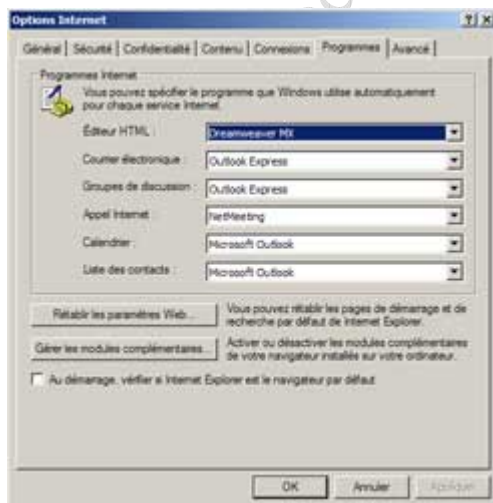 Options Internet
Général Sécurité Confidentialité Contenu Connexions Programmes Avancé
Programmes Internet
Vous pouvez spécifier le programme que Windows utilise automatiquement
pour chaque service Internet.
Éditeur HTML : Dreamweaver MX
Courrier électronique : Outlook Express
Groupes de discussion : Outlook Express
Appel Internet : NetMeeting
Calendrier : Microsoft Outlook
Liste des contacts : Microsoft Outlook
Rétablir les paramètres Web... Vous pouvez rétablir les pages de démarrage et de
recherche par défaut de Internet Explorer.
Gérer les modules complémentaires... Activer ou désactiver les modules complémentaires
de votre navigateur installés sur votre ordinateur.
Au démarrage, vérifier si Internet Explorer est le navigateur par défaut
OK Annuler Appliquer